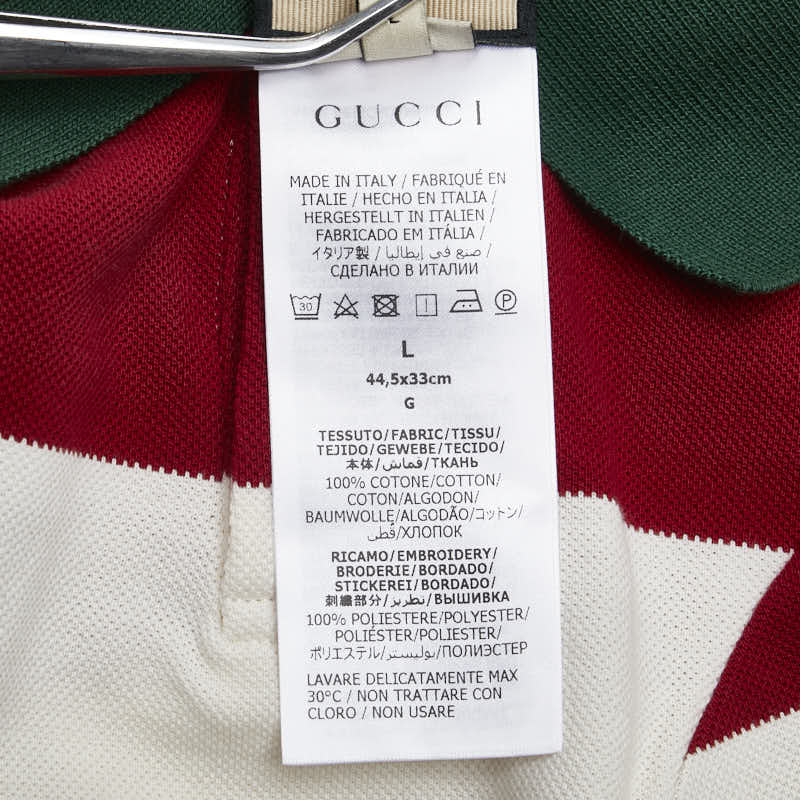 L
GUCCI
MADE IN ITALY / FABRIQUÉ EN
ITALIE / HECHO EN ITALIA /
HERGESTELLT IN ITALIEN /
FABRICADO EM ITÁLIA /
イタリア製 / صنع في إيطاليا /
СДЕЛАНО В ИТАЛИИ
30 P
L
44,5x33cm
G
TESSUTO/FABRIC/TISSU/
TEJIDO/GEWEBE/TECIDO/
本体/قماش/ТКАНЬ
100% COTONE/COTTON/
COTON/ALGODON/
BAUMWOLLE/ALGODÃO/コットン/
قطن/ХЛОПОК
RICAMO/EMBROIDERY/
BRODERIE/BORDADO/
STICKEREI/BORDADO/
刺繍部分/تطريز/ВЫШИВКА
100% POLIESTERE/POLYESTER/
POLIÉSTER/POLIESTER/
ポリエステル/بوليستر/ПОЛИЭСТЕР
LAVARE DELICATAMENTE MAX
30°C / NON TRATTARE CON
CLORO / NON USARE